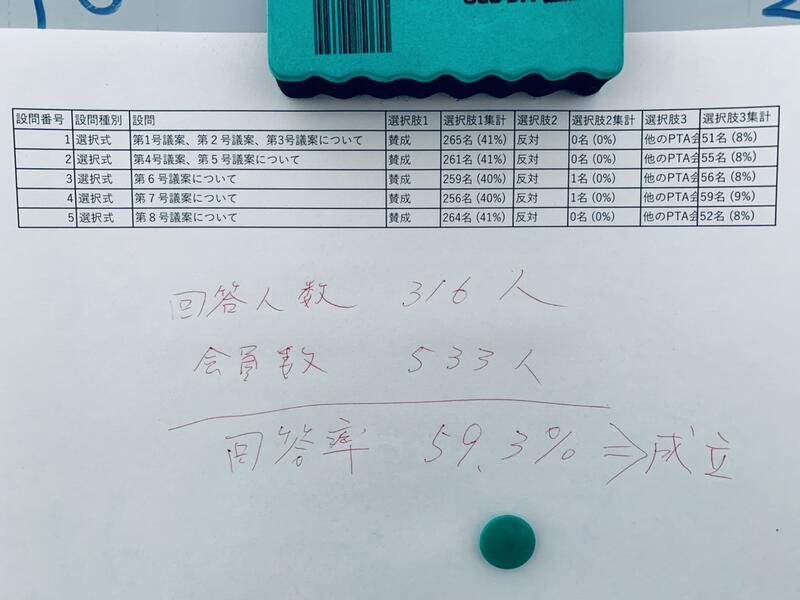 設問番号 設問種別 設問 選択肢1 選択肢1集計 選択肢2 選択肢2集計 選択肢3 選択肢3集計
1 選択式 第1号議案、第２号議案、第3号議案について 賛成 265名 (41%) 反対 0名 (0%) 他のPTA会 51名 (8%)
2 選択式 第4号議案、第５号議案について 賛成 261名 (41%) 反対 0名 (0%) 他のPTA会 55名 (8%)
3 選択式 第６号議案について 賛成 259名 (40%) 反対 1名 (0%) 他のPTA会 56名 (8%)
4 選択式 第７号議案について 賛成 256名 (40%) 反対 1名 (0%) 他のPTA会 59名 (9%)
5 選択式 第８号議案について 賛成 264名 (41%) 反対 0名 (0%) 他のPTA会 52名 (8%)
回答人数 316人
会員数 533人
回答率 59.3% ⇒ 成立